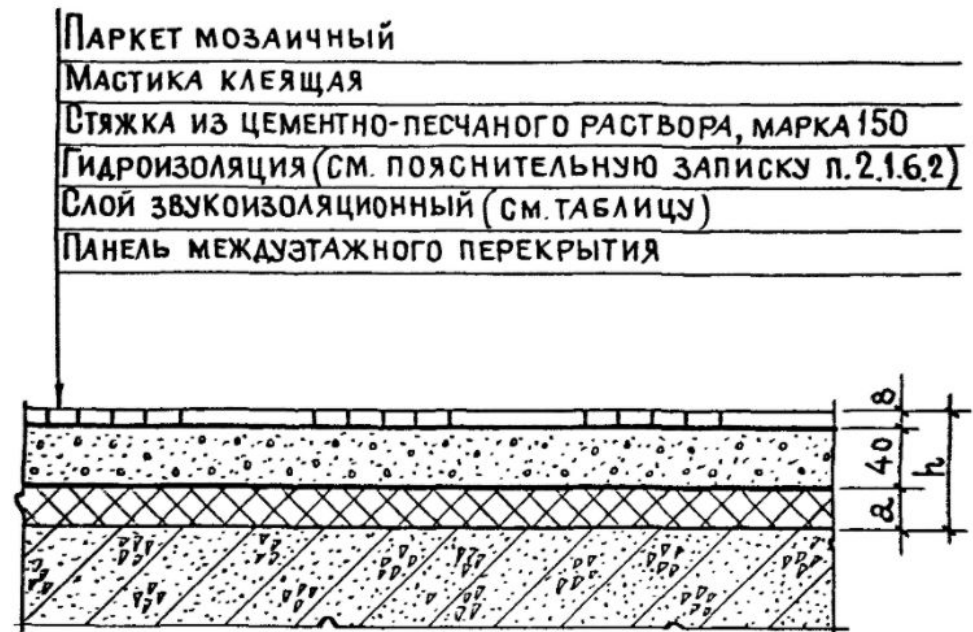 Паркет мозаичный
Мастика клеящая
Стяжка из цементно-песчаного раствора, марка 150
Гидроизоляция (см. пояснительную записку п.2.1.6.2)
Слой звукоизоляционный (см. таблицу)
Панель междуэтажного перекрытия
8
40
a
h